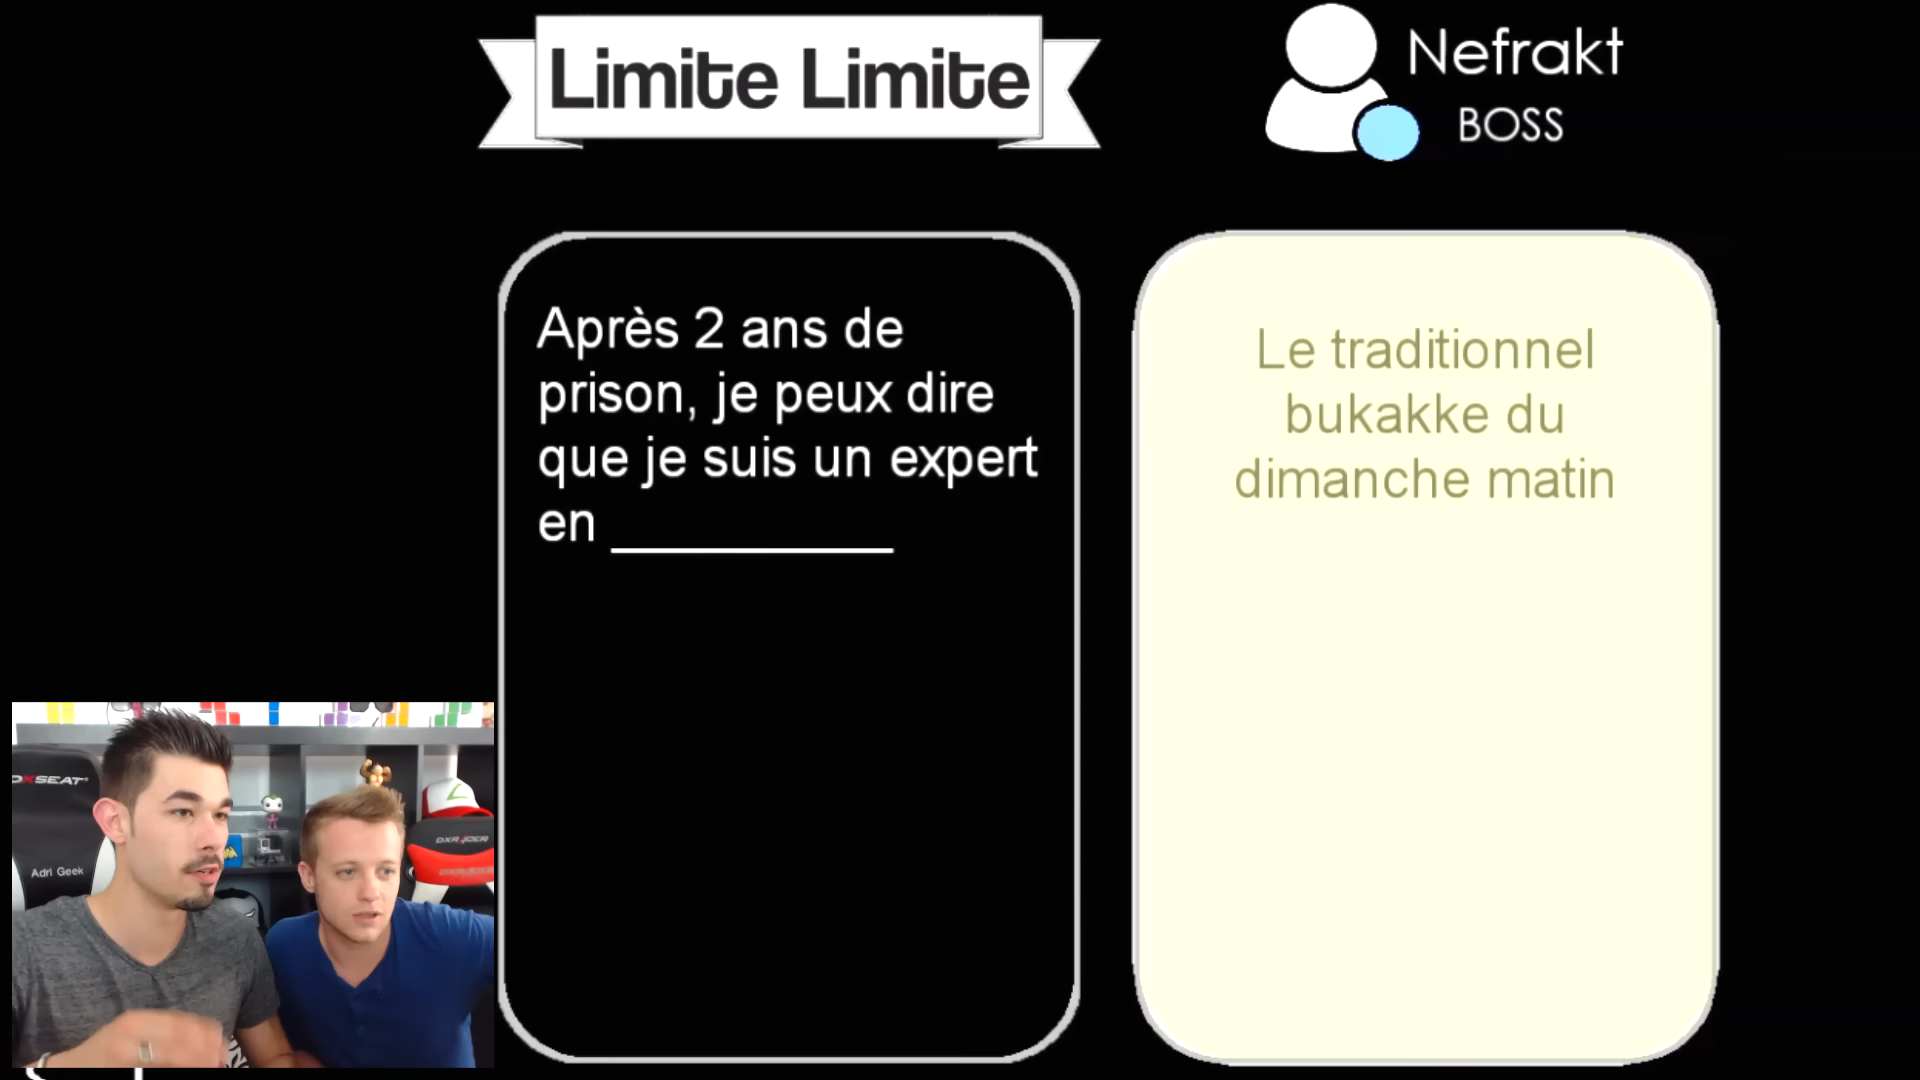 Limite Limite
Nefrakt
BOSS
Après 2 ans de
prison, je peux dire
que je suis un expert
en __________
Le traditionnel
bukakke du
dimanche matin
DXSEAT
Adri Geek
DXRACER